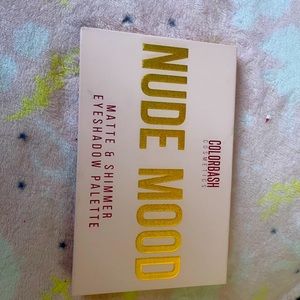 COLORBASH
COSMETICS
NUDE MOOD
MATTE & SHIMMER
EYESHADOW PALETTE